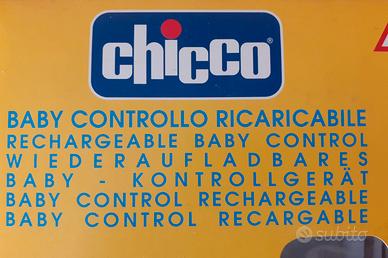 chicco
BABY CONTROLLO RICARICABILE
RECHARGEABLE BABY CONTROL
WIEDERAUFLADBARES
BABY - KONTROLLGERÄT
BABY CONTROL RECHARGEABLE
BABY CONTROL RECARGABLE
subito